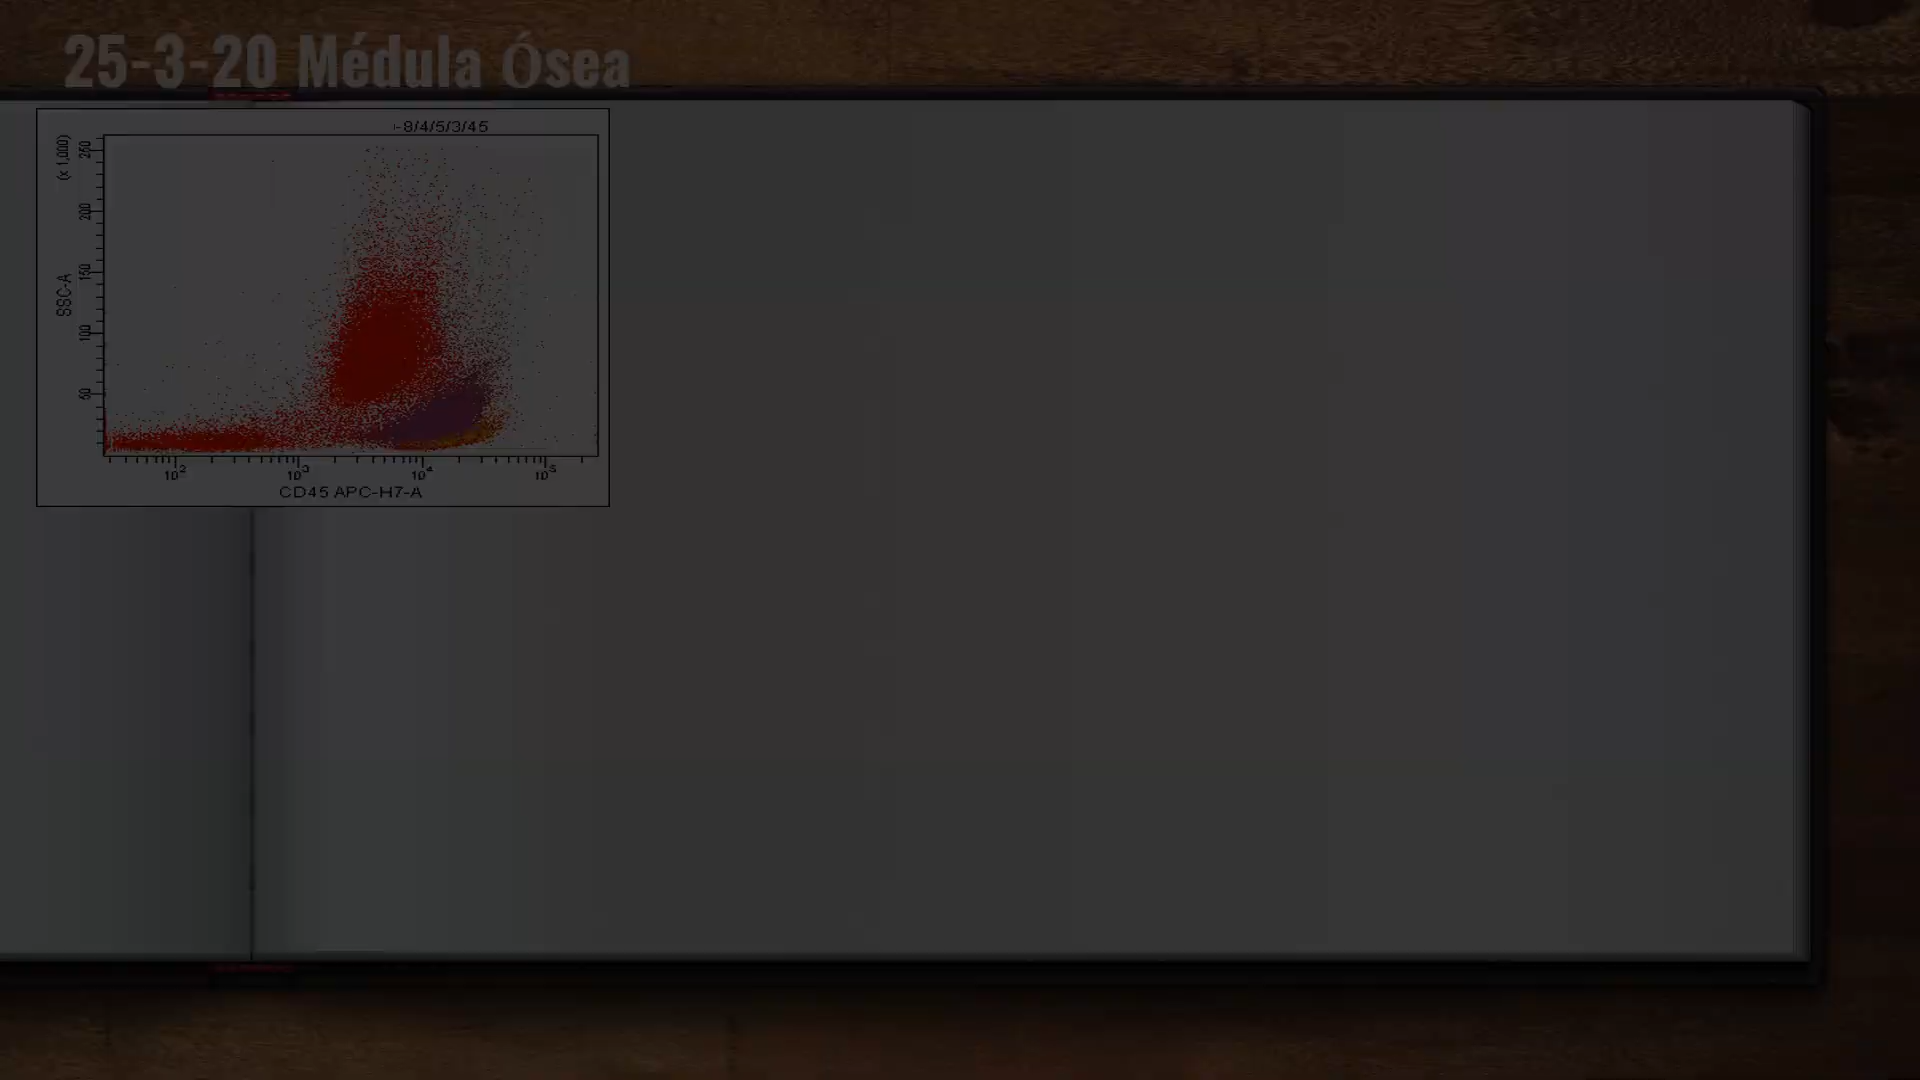 25-3-20 Médula Ósea
-8/4/5/3/45
(x 1,000)
250
200
150
100
50
SSC-A
10²
10³
10⁴
10⁵
CD45 APC-H7-A